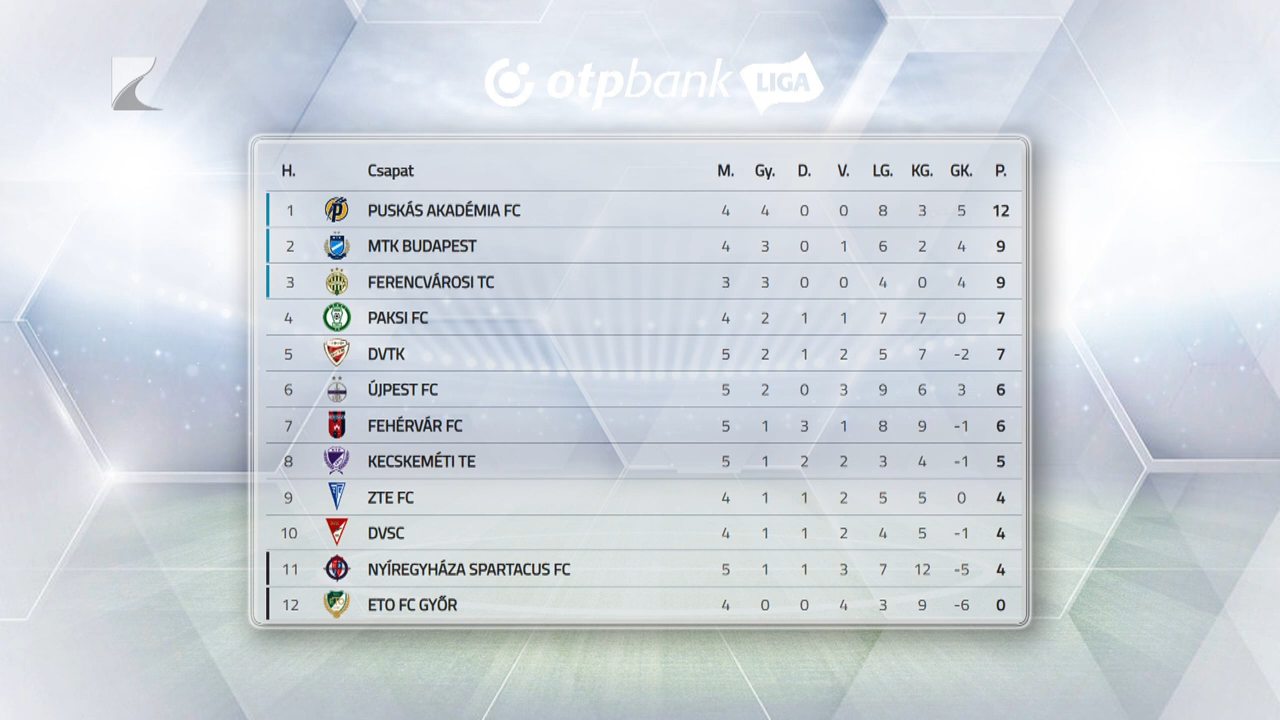 otpbank LIGA
H. Csapat M. Gy. D. V. LG. KG. GK. P.
1 PUSKÁS AKADÉMIA FC 4 4 0 0 8 3 5 12
2 MTK BUDAPEST 4 3 0 1 6 2 4 9
3 FERENCVÁROSI TC 3 3 0 0 4 0 4 9
4 PAKSI FC 4 2 1 1 7 7 0 7
5 DVTK 5 2 1 2 5 7 -2 7
6 ÚJPEST FC 5 2 0 3 9 6 3 6
7 FEHÉRVÁR FC 5 1 3 1 8 9 -1 6
8 KECSKEMÉTI TE 5 1 2 2 3 4 -1 5
9 ZTE FC 4 1 1 2 5 5 0 4
10 DVSC 4 1 1 2 4 5 -1 4
11 NYÍREGYHÁZA SPARTACUS FC 5 1 1 3 7 12 -5 4
12 ETO FC GYŐR 4 0 0 4 3 9 -6 0